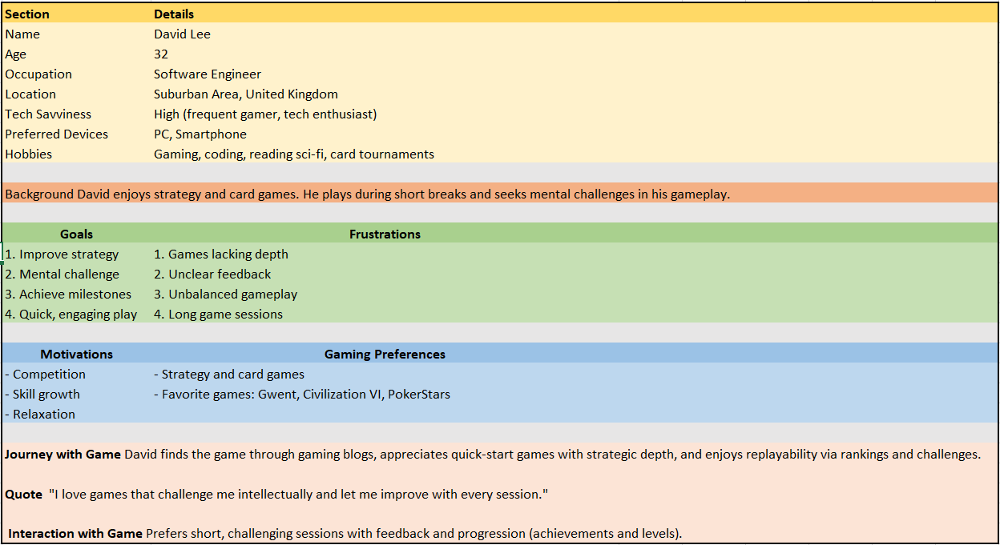 Section Details
Name David Lee
Age 32
Occupation Software Engineer
Location Suburban Area, United Kingdom
Tech Savviness High (frequent gamer, tech enthusiast)
Preferred Devices PC, Smartphone
Hobbies Gaming, coding, reading sci-fi, card tournaments
Background David enjoys strategy and card games. He plays during short breaks and seeks mental challenges in his gameplay.
Goals Frustrations
1. Improve strategy 1. Games lacking depth
2. Mental challenge 2. Unclear feedback
3. Achieve milestones 3. Unbalanced gameplay
4. Quick, engaging play 4. Long game sessions
Motivations Gaming Preferences
- Competition - Strategy and card games
- Skill growth - Favorite games: Gwent, Civilization VI, PokerStars
- Relaxation
Journey with Game David finds the game through gaming blogs, appreciates quick-start games with strategic depth, and enjoys replayability via rankings and challenges.
Quote "I love games that challenge me intellectually and let me improve with every session."
Interaction with Game Prefers short, challenging sessions with feedback and progression (achievements and levels).